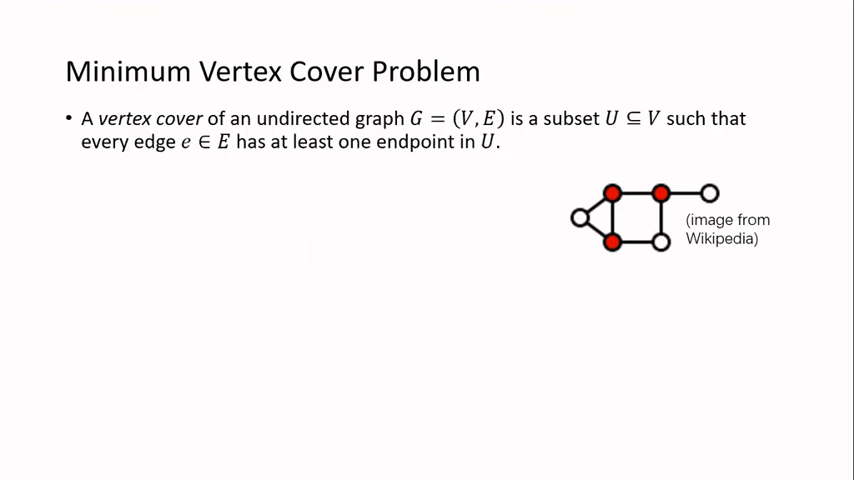 Minimum Vertex Cover Problem
• A vertex cover of an undirected graph G = (V, E) is a subset U ⊆ V such that
every edge e ∈ E has at least one endpoint in U.
(image from
Wikipedia)